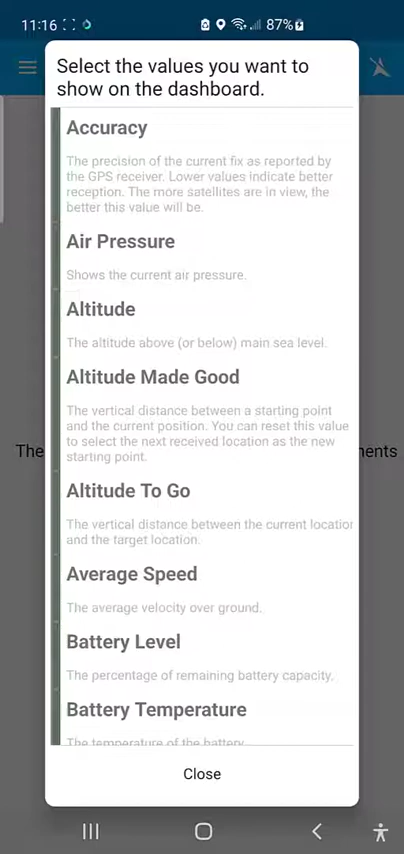 11:16
87%
Select the values you want to
show on the dashboard.
Accuracy
The precision of the current fix as reported by
the GPS receiver. Lower values indicate better
reception. The more satellites are in view, the
better this value will be.
Air Pressure
Shows the current air pressure.
Altitude
The altitude above (or below) main sea level.
Altitude Made Good
The vertical distance between a starting point
and the current position. You can reset this value
to select the next received location as the new
starting point.
The
Altitude To Go
The vertical distance between the current location
and the target location.
Average Speed
The average velocity over ground.
Battery Level
The percentage of remaining battery capacity.
Battery Temperature
The temperature of the battery
Close